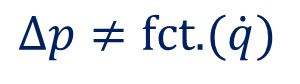 Δp ≠ fct.(q̇)